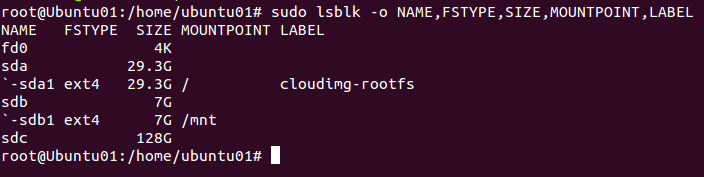 root@Ubuntu01:/home/ubuntu01# sudo lsblk -o NAME,FSTYPE,SIZE,MOUNTPOINT,LABEL
NAME   FSTYPE  SIZE MOUNTPOINT LABEL
fd0              4K
sda           29.3G
`-sda1 ext4   29.3G /          cloudimg-rootfs
sdb              7G
`-sdb1 ext4      7G /mnt
sdc            128G
root@Ubuntu01:/home/ubuntu01#